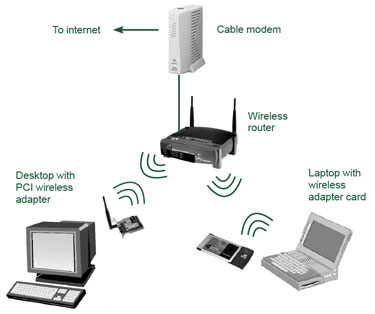 To internet
Cable modem
Wireless
router
Desktop with
PCI wireless
adapter
Laptop with
wireless
adapter card